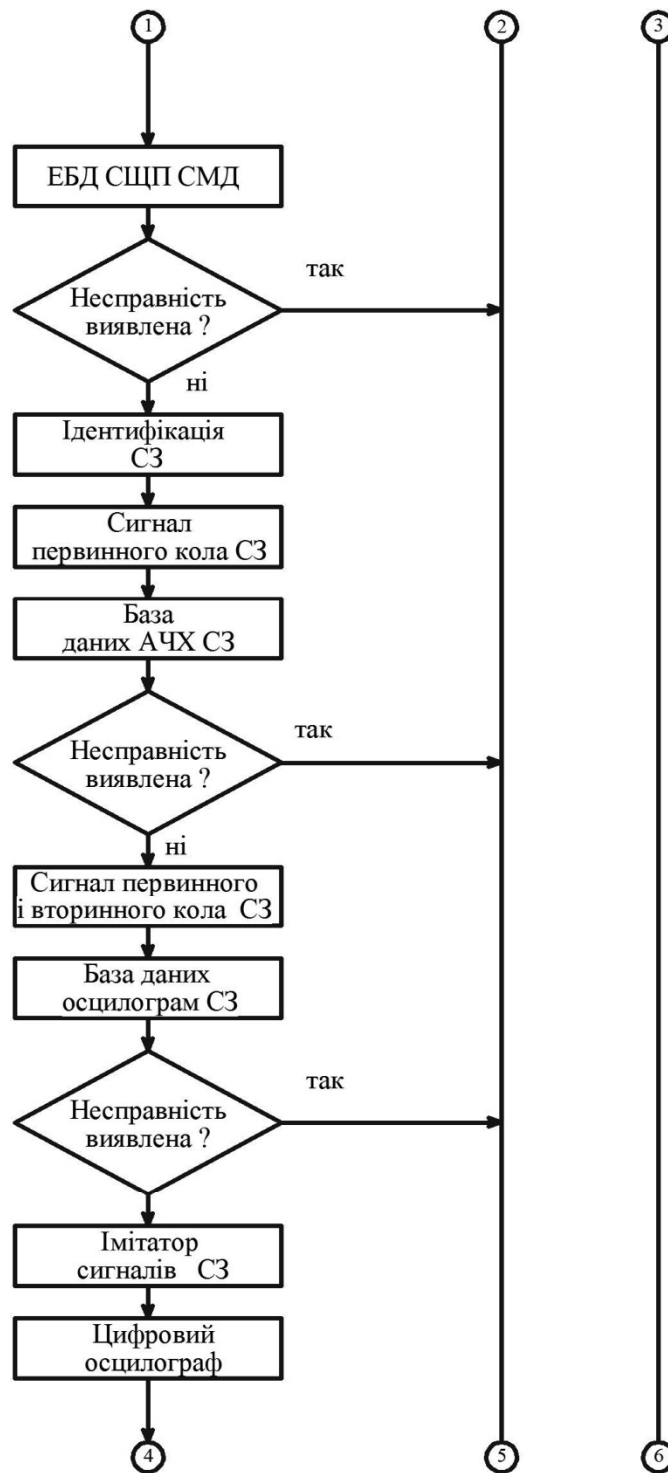 1
2
3
ЕБД СЩП СМД
так
Несправність
виявлена ?
ні
Ідентифікація
СЗ
Сигнал
первинного кола СЗ
База
даних АЧХ СЗ
так
Несправність
виявлена ?
ні
Сигнал первинного
і вторинного кола СЗ
База даних
осцилограм СЗ
так
Несправність
виявлена ?
Імітатор
сигналів СЗ
Цифровий
осцилограф
4
5
6